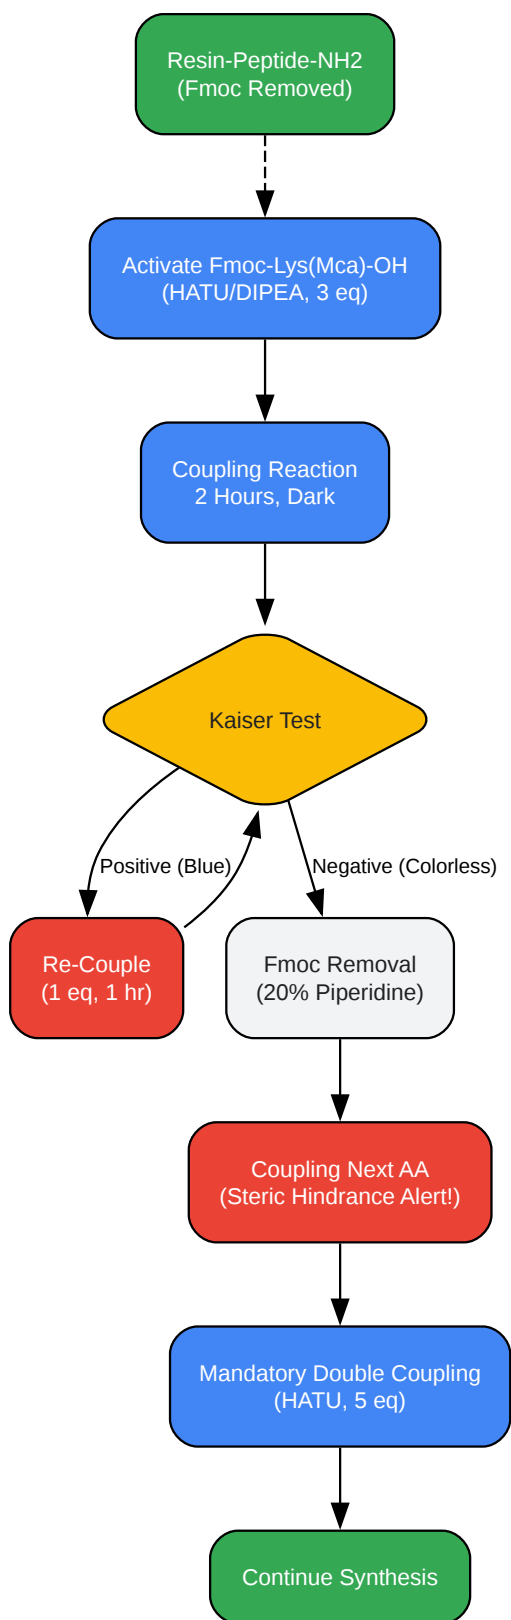 Resin-Peptide-NH2
(Fmoc Removed)
Activate Fmoc-Lys(Mca)-OH
(HATU/DIPEA, 3 eq)
Coupling Reaction
2 Hours, Dark
Kaiser Test
Positive (Blue)
Negative (Colorless)
Re-Couple
(1 eq, 1 hr)
Fmoc Removal
(20% Piperidine)
Coupling Next AA
(Steric Hindrance Alert!)
Mandatory Double Coupling
(HATU, 5 eq)
Continue Synthesis